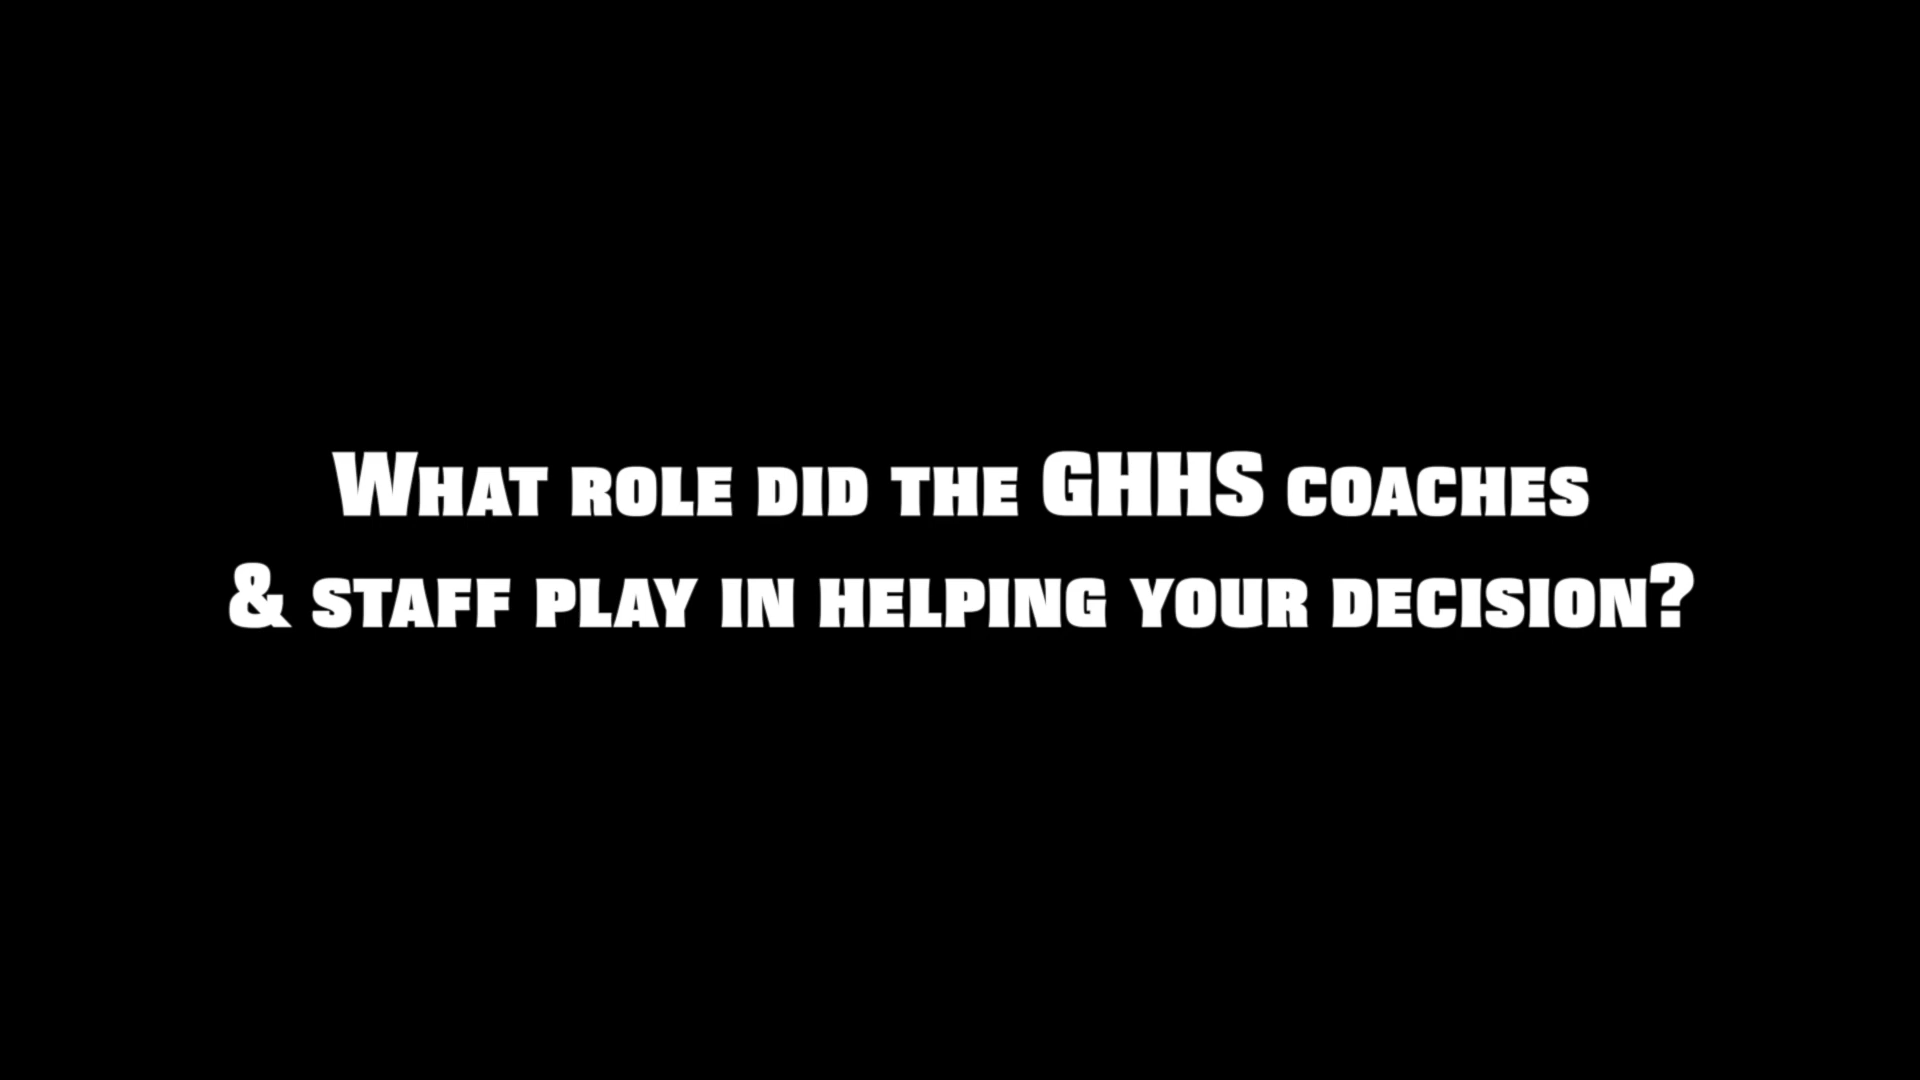 What role did the GHHS coaches
& staff play in helping your decision?